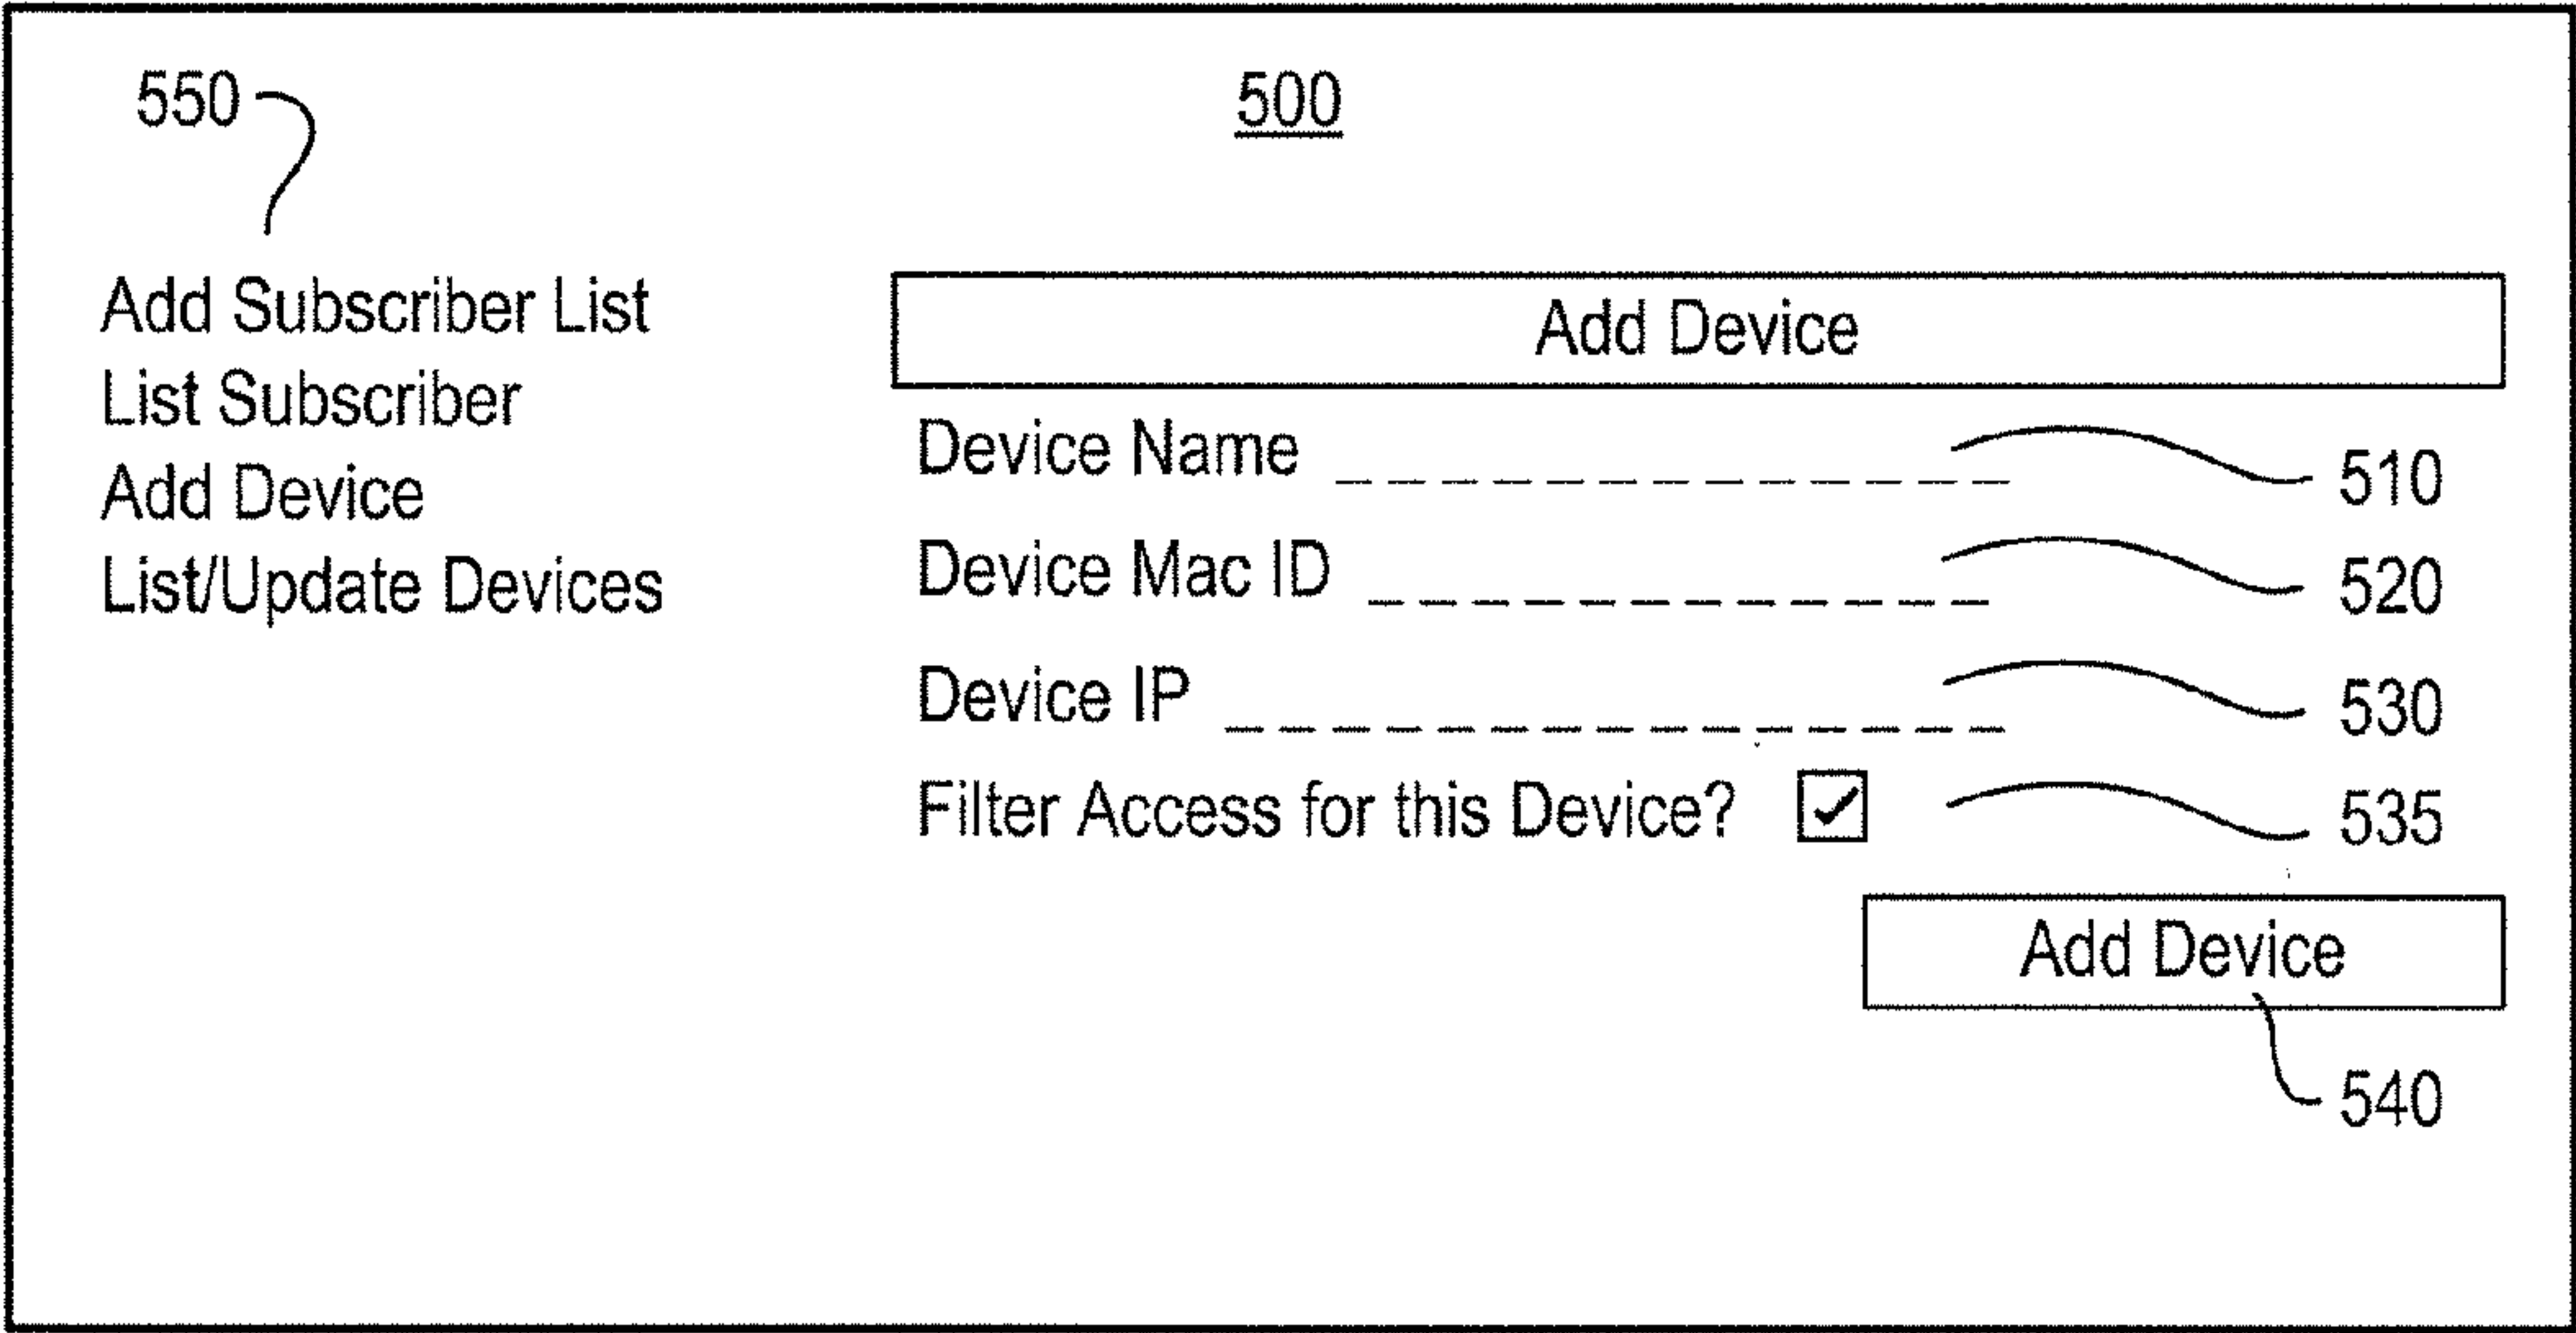 550
500
Add Subscriber List
List Subscriber
Add Device
List/Update Devices
Add Device
Device Name 510
Device Mac ID 520
Device IP 530
Filter Access for this Device? 535
Add Device
540